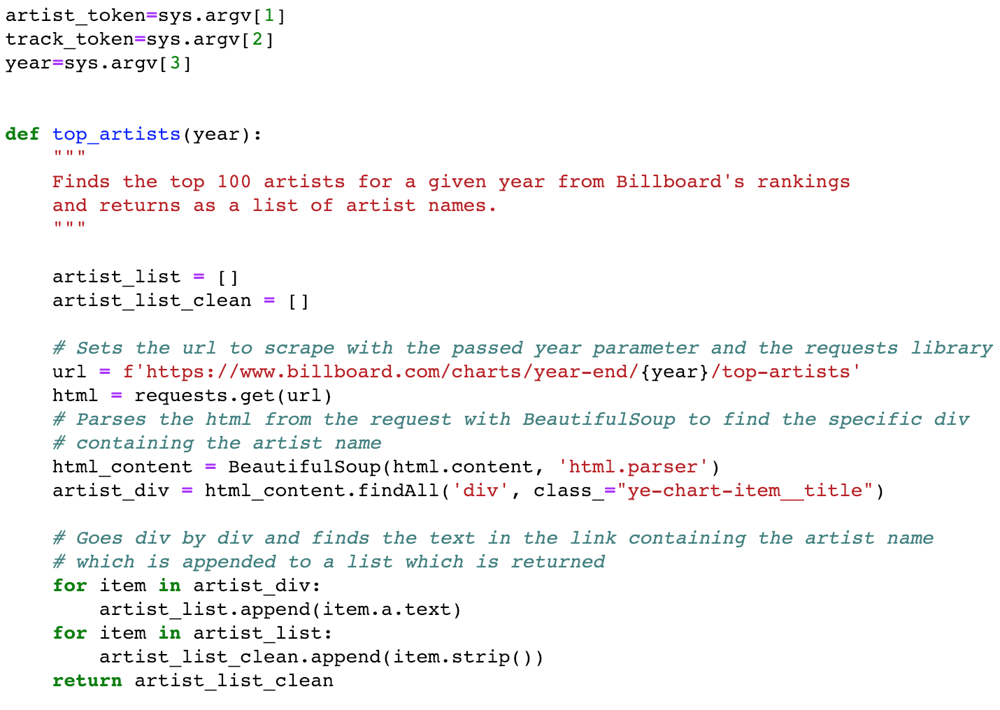 artist_token=sys.argv[1]
track_token=sys.argv[2]
year=sys.argv[3]
def top_artists(year):
    """
    Finds the top 100 artists for a given year from Billboard's rankings
    and returns as a list of artist names.
    """
    artist_list = []
    artist_list_clean = []
    # Sets the url to scrape with the passed year parameter and the requests library
    url = f'https://www.billboard.com/charts/year-end/{year}/top-artists'
    html = requests.get(url)
    # Parses the html from the request with BeautifulSoup to find the specific div
    # containing the artist name
    html_content = BeautifulSoup(html.content, 'html.parser')
    artist_div = html_content.findAll('div', class_="ye-chart-item__title")
    # Goes div by div and finds the text in the link containing the artist name
    # which is appended to a list which is returned
    for item in artist_div:
        artist_list.append(item.a.text)
    for item in artist_list:
        artist_list_clean.append(item.strip())
    return artist_list_clean